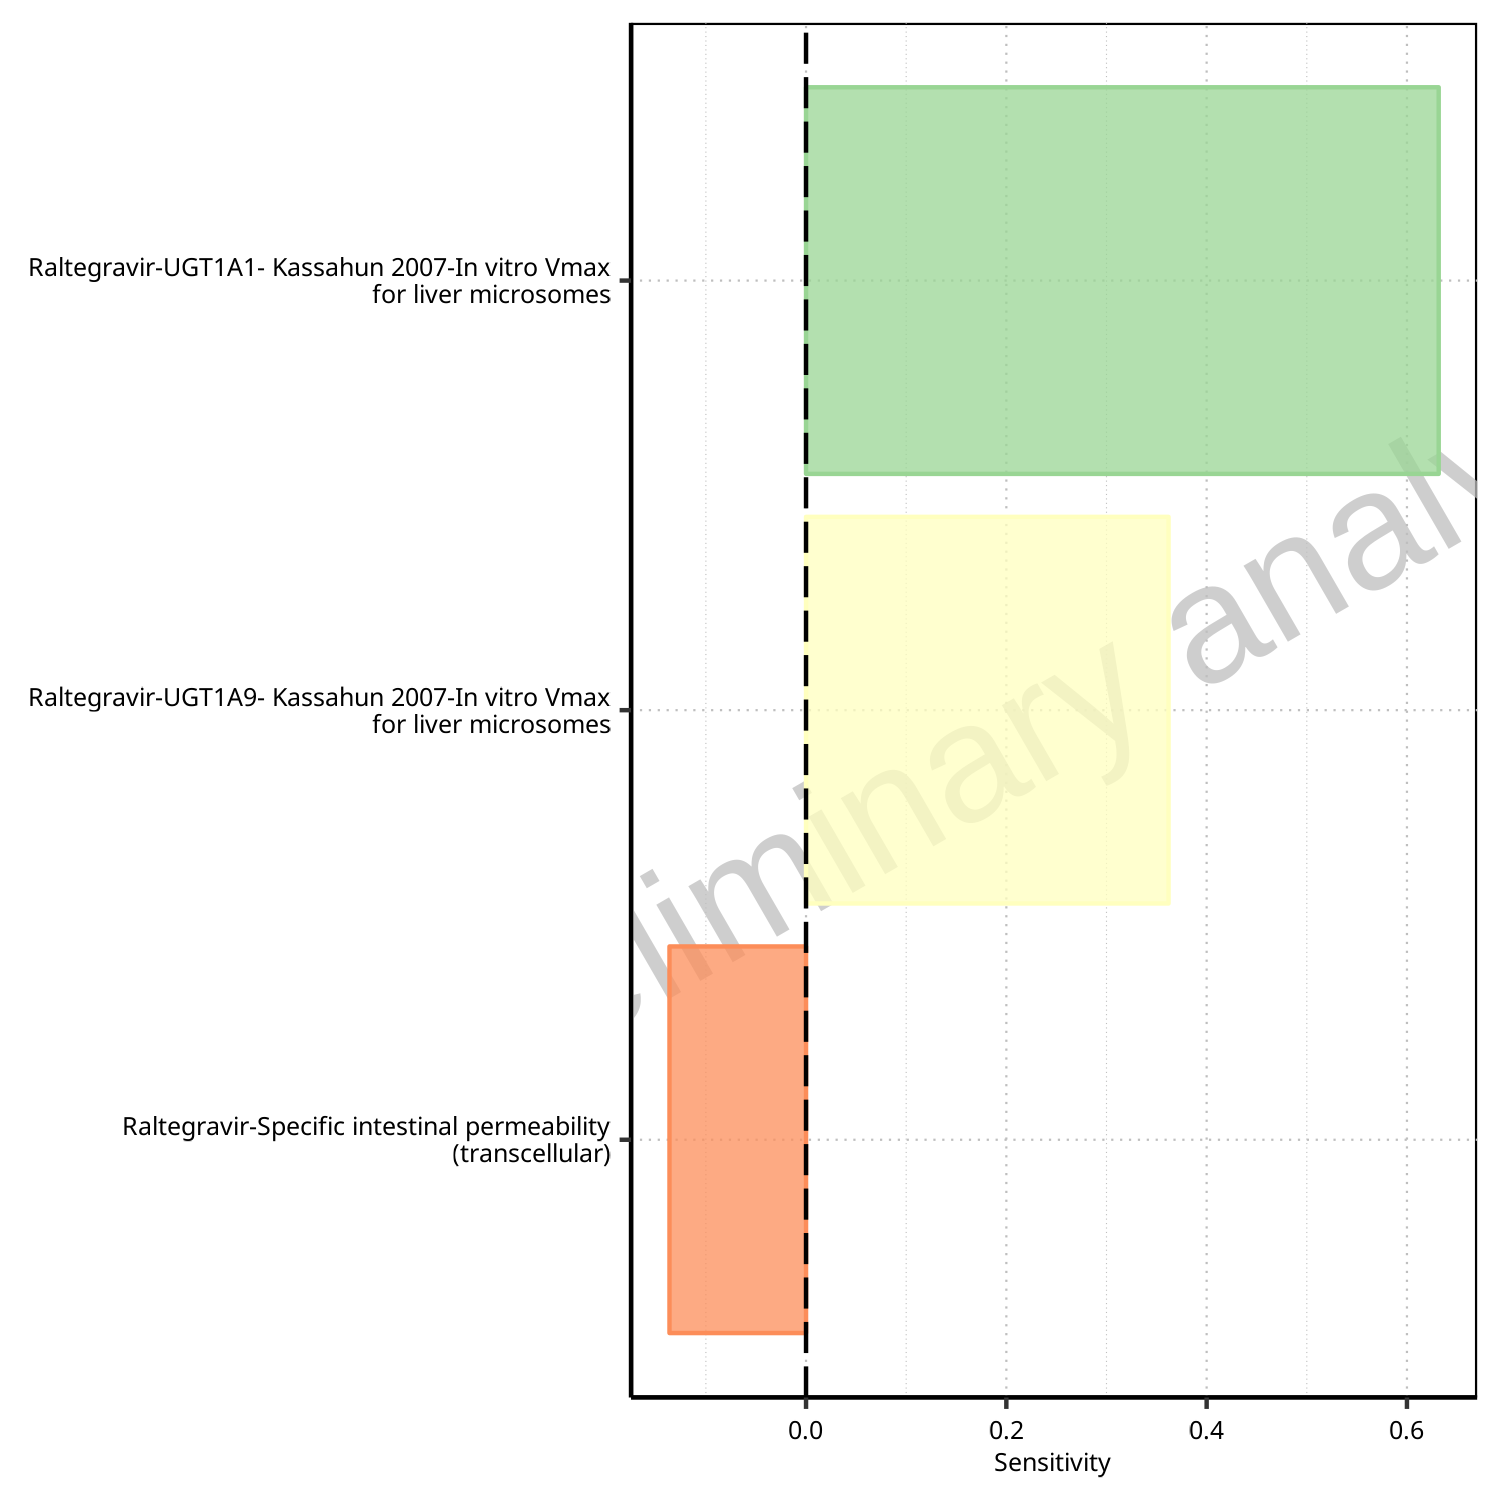 Raltegravir-UGT1A1- Kassahun 2007-In vitro Vmax
for liver microsomes
Raltegravir-UGT1A9- Kassahun 2007-In vitro Vmax
for liver microsomes
Raltegravir-Specific intestinal permeability
(transcellular)
0.0 0.2 0.4 0.6
Sensitivity